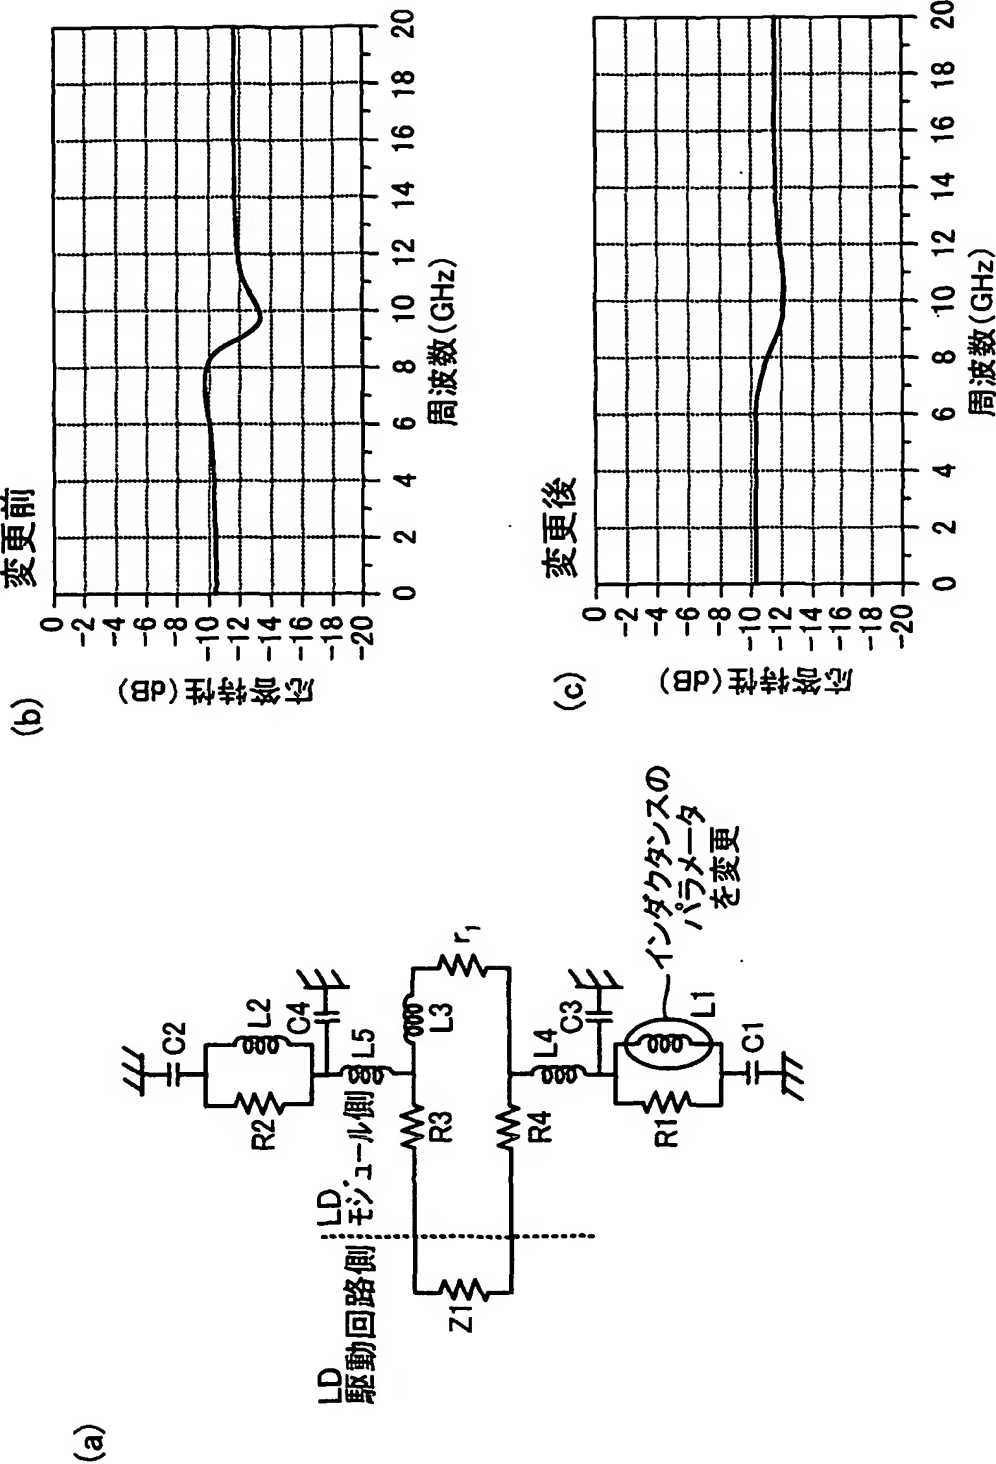 (a)
LD
駆動回路側
LD
モジュール側
C2
L2
R2
C4
L5
L3
r1
R3
R4
Z1
L4
C3
L1
R1
C1
インダクタンスの
パラメータ
を変更
(b)
変更前
応答特性(dB)
0
-2
-4
-6
-8
-10
-12
-14
-16
-18
-20
0 2 4 6 8 10 12 14 16 18 20
周波数(GHz)
(c)
変更後
応答特性(dB)
0
-2
-4
-6
-8
-10
-12
-14
-16
-18
-20
0 2 4 6 8 10 12 14 16 18 20
周波数(GHz)